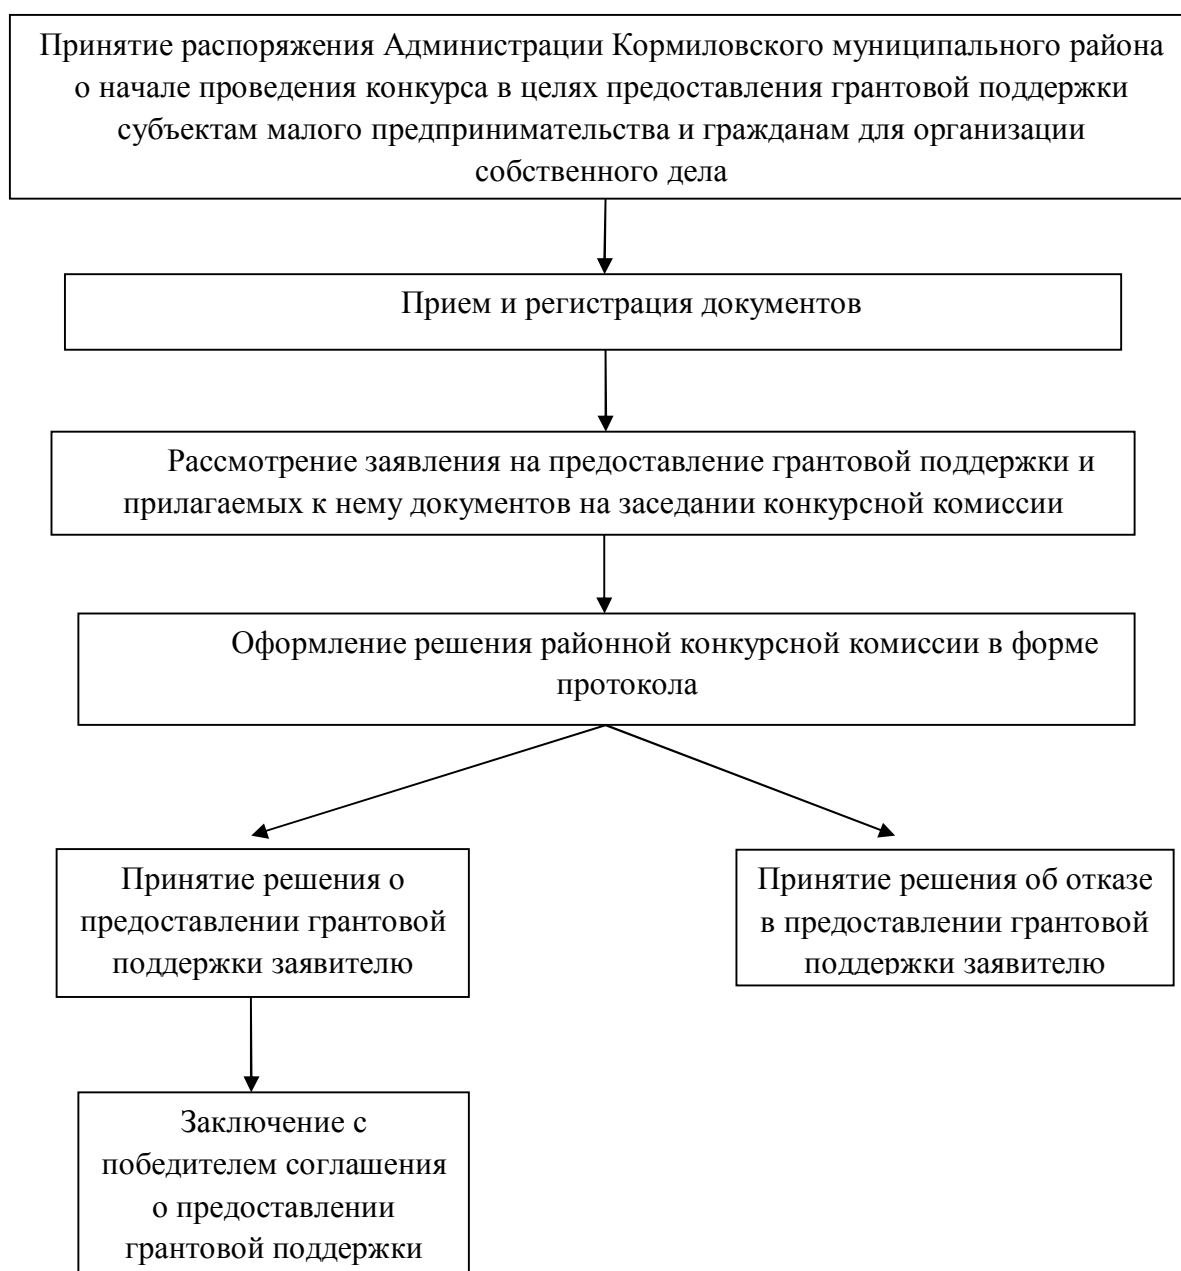 Принятие распоряжения Администрации Кормиловского муниципального района
о начале проведения конкурса в целях предоставления грантовой поддержки
субъектам малого предпринимательства и гражданам для организации
собственного дела
Прием и регистрация документов
Рассмотрение заявления на предоставление грантовой поддержки и
прилагаемых к нему документов на заседании конкурсной комиссии
Оформление решения районной конкурсной комиссии в форме
протокола
Принятие решения о
предоставлении грантовой
поддержки заявителю
Принятие решения об отказе
в предоставлении грантовой
поддержки заявителю
Заключение с
победителем соглашения
о предоставлении
грантовой поддержки